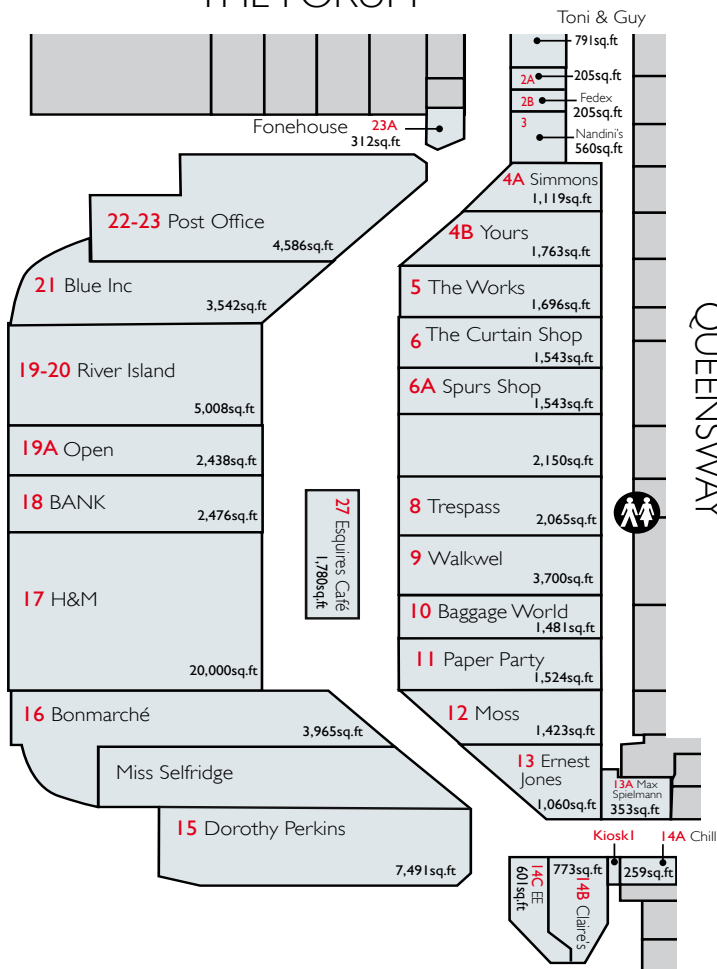 THE FORUM
Toni & Guy
791sq.ft
2A
205sq.ft
2B
Fedex
205sq.ft
3
Nandini's
560sq.ft
Fonehouse 23A
312sq.ft
4A Simmons
1,119sq.ft
22-23 Post Office
4,586sq.ft
4B Yours
1,763sq.ft
21 Blue Inc
3,542sq.ft
5 The Works
1,696sq.ft
6 The Curtain Shop
1,543sq.ft
19-20 River Island
5,008sq.ft
6A Spurs Shop
1,543sq.ft
QUEENSWAY
19A Open
2,438sq.ft
2,150sq.ft
18 BANK
2,476sq.ft
27 Esquires Café
1,780sq.ft
8 Trespass
2,065sq.ft
9 Walkwel
3,700sq.ft
17 H&M
20,000sq.ft
10 Baggage World
1,481sq.ft
11 Paper Party
1,524sq.ft
16 Bonmarché
3,965sq.ft
12 Moss
1,423sq.ft
Miss Selfridge
13 Ernest
Jones
1,060sq.ft
13A Max
Spielmann
353sq.ft
15 Dorothy Perkins
7,491sq.ft
Kiosk1
14A Chill
14C EE
601sq.ft
773sq.ft
14B Claire's
259sq.ft